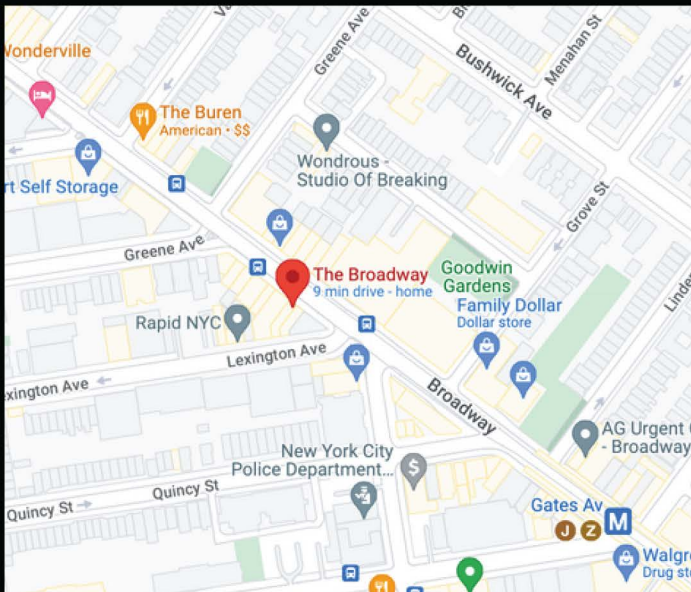 Greene Ave
Menahan St
Bushwick Ave
Wonderville
The Buren
American • $$
Wondrous -
Studio Of Breaking
rt Self Storage
Grove St
Greene Ave
The Broadway
9 min drive - home
Goodwin
Gardens
Family Dollar
Dollar store
Linde
Rapid NYC
Lexington Ave
exington Ave
Broadway
AG Urgent C
- Broadway
New York City
Police Department...
$
Quincy St
Quincy St
Gates Av
M
J Z
Walgre
Drug sto